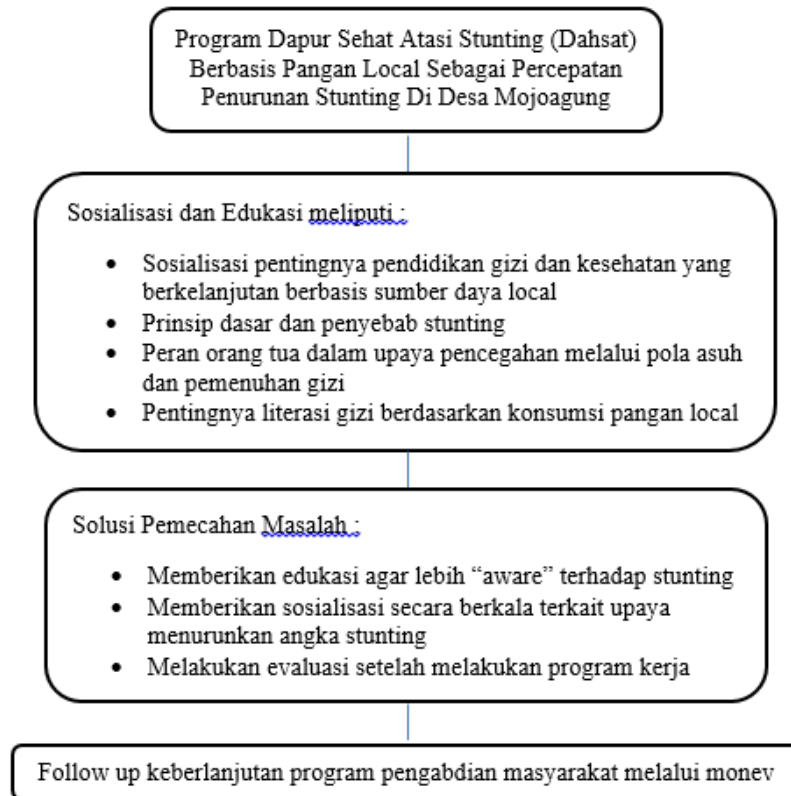 Program Dapur Sehat Atasi Stunting (Dahsat)
Berbasis Pangan Local Sebagai Percepatan
Penurunan Stunting Di Desa Mojoagung
Sosialisasi dan Edukasi meliputi :
• Sosialisasi pentingnya pendidikan gizi dan kesehatan yang
berkelanjutan berbasis sumber daya local
• Prinsip dasar dan penyebab stunting
• Peran orang tua dalam upaya pencegahan melalui pola asuh
dan pemenuhan gizi
• Pentingnya literasi gizi berdasarkan konsumsi pangan local
Solusi Pemecahan Masalah :
• Memberikan edukasi agar lebih “aware” terhadap stunting
• Memberikan sosialisasi secara berkala terkait upaya
menurunkan angka stunting
• Melakukan evaluasi setelah melakukan program kerja
Follow up keberlanjutan program pengabdian masyarakat melalui monev